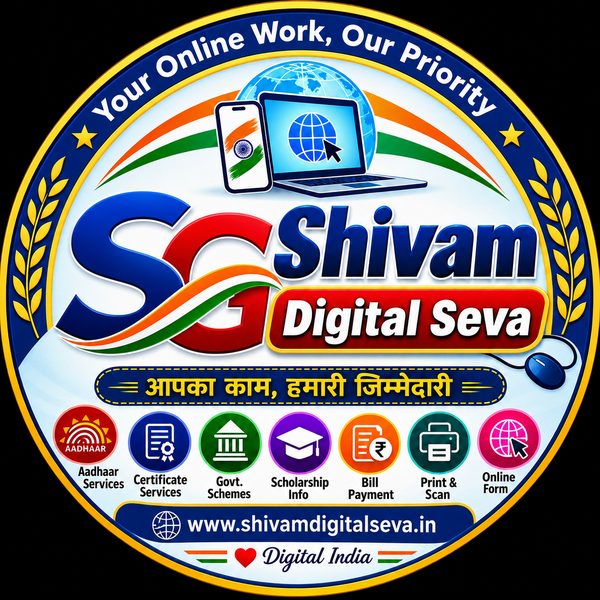 Your Online Work, Our Priority
SG
Shivam
Digital Seva
आपका काम, हमारी जिम्मेदारी
AADHAAR
Aadhaar Services
Certificate Services
Govt. Schemes
Scholarship Info
Bill Payment
Print & Scan
Online Form
www.shivamdigitalseva.in
Digital India